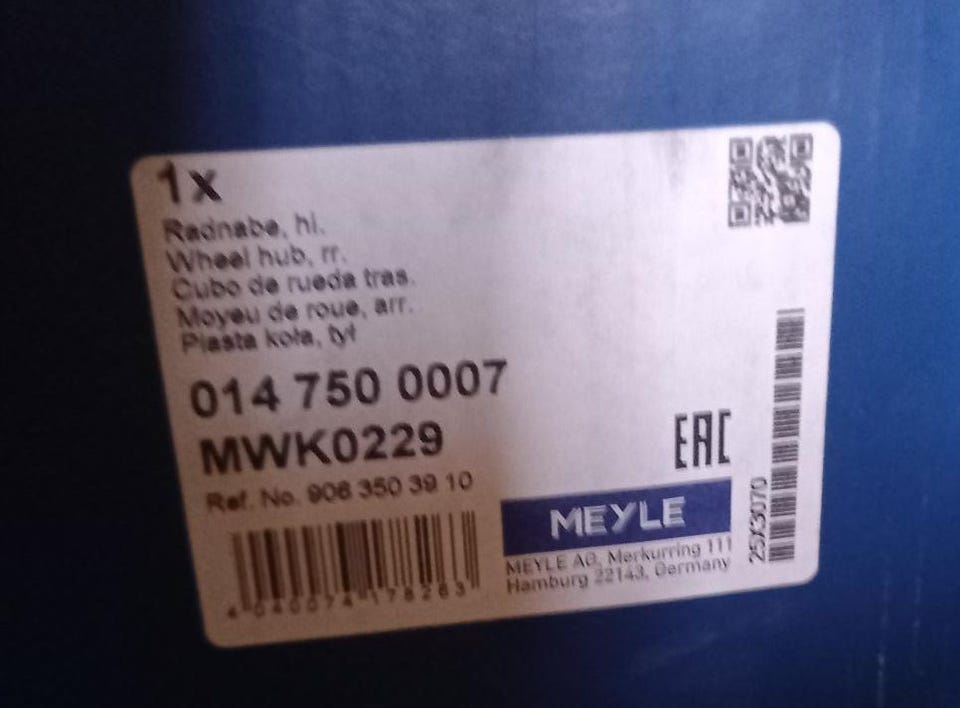 1x
Radnabe, hi.
Wheel hub, rr.
Cubo de rueda tras.
Moyeu de roue, arr.
Piasta koła, tył
014 750 0007
MWK0229
Ref. No. 906 350 39 10
4 040074 178263
EAC
MEYLE
MEYLE AG, Merkurring 111
Hamburg 22143, Germany
25X3070